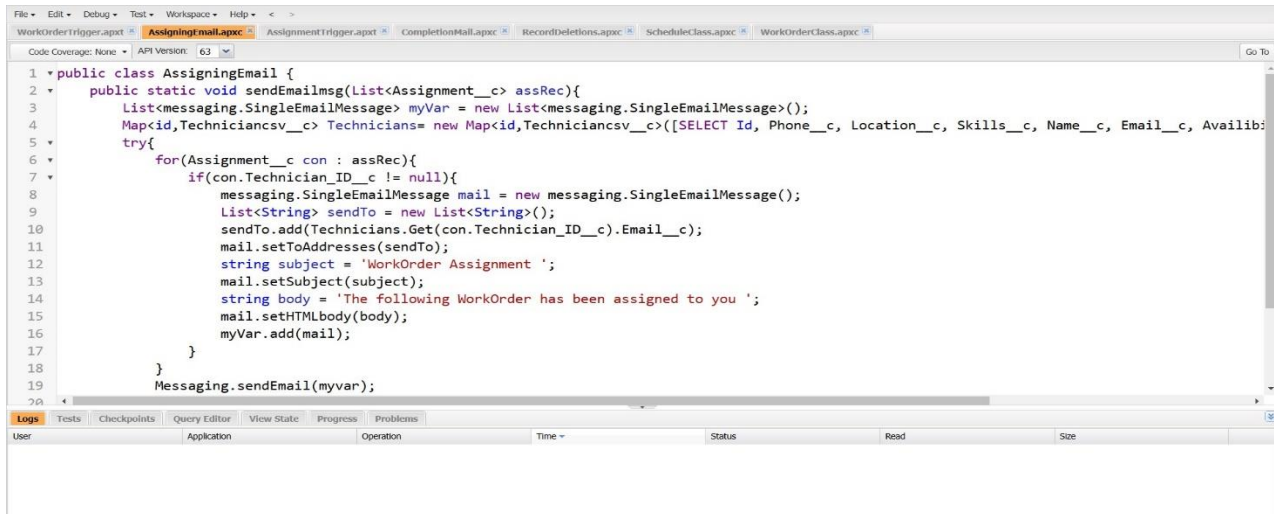 File Edit Debug Test Workspace Help < >
WorkOrderTrigger.apxt AssigningEmail.apxc AssignmentTrigger.apxt CompletionMail.apxc RecordDeletions.apxc ScheduleClass.apxc WorkOrderClass.apxc
Code Coverage: None API Version: 63 Go To
1 public class AssigningEmail {
2 public static void sendEmailmsg(List<Assignment__c> assRec){
3 List<messaging.SingleEmailMessage> myVar = new List<messaging.SingleEmailMessage>();
4 Map<id,Techniciancsv__c> Technicians= new Map<id,Techniciancsv__c>([SELECT Id, Phone__c, Location__c, Skills__c, Name__c, Email__c, Availibi
5 try{
6 for(Assignment__c con : assRec){
7 if(con.Technician_ID__c != null){
8 messaging.SingleEmailMessage mail = new messaging.SingleEmailMessage();
9 List<String> sendTo = new List<String>();
10 sendTo.add(Technicians.Get(con.Technician_ID__c).Email__c);
11 mail.setToAddresses(sendTo);
12 string subject = 'WorkOrder Assignment ';
13 mail.setSubject(subject);
14 string body = 'The following WorkOrder has been assigned to you ';
15 mail.setHTMLbody(body);
16 myVar.add(mail);
17 }
18 }
19 Messaging.sendEmail(myvar);
20
Logs Tests Checkpoints Query Editor View State Progress Problems
User Application Operation Time Status Read Size